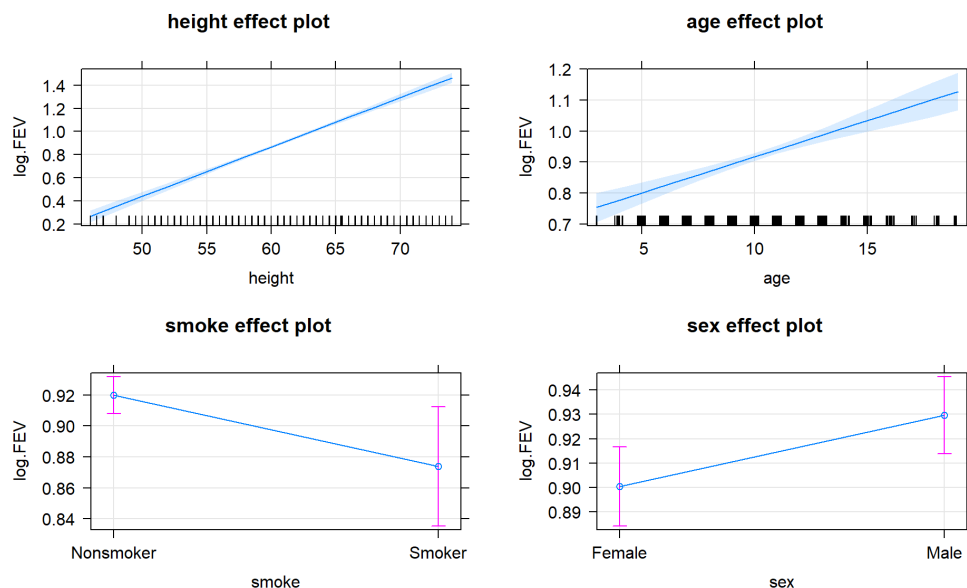 height effect plot
log.FEV
1.4
1.2
1.0
0.8
0.6
0.4
0.2
50 55 60 65 70
height
age effect plot
log.FEV
1.2
1.1
1.0
0.9
0.8
0.7
5 10 15
age
smoke effect plot
log.FEV
0.92
0.90
0.88
0.86
0.84
Nonsmoker Smoker
smoke
sex effect plot
log.FEV
0.94
0.93
0.92
0.91
0.90
0.89
Female Male
sex